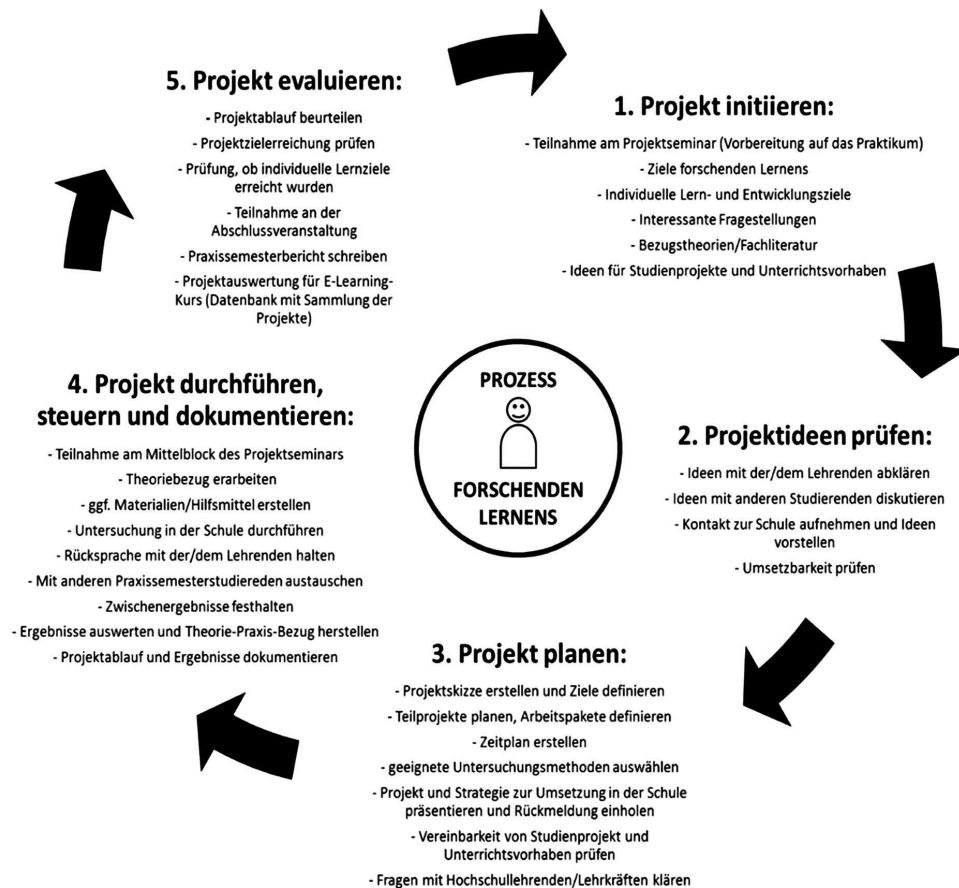 1. Projekt initiieren:
- Teilnahme am Projektseminar (Vorbereitung auf das Praktikum)
- Ziele forschenden Lernens
- Individuelle Lern- und Entwicklungsziele
- Interessante Fragestellungen
- Bezugstheorien/Fachliteratur
- Ideen für Studienprojekte und Unterrichtsvorhaben
2. Projektideen prüfen:
- Ideen mit der/dem Lehrenden abklären
- Ideen mit anderen Studierenden diskutieren
- Kontakt zur Schule aufnehmen und Ideen
vorstellen
- Umsetzbarkeit prüfen
3. Projekt planen:
- Projektskizze erstellen und Ziele definieren
- Teilprojekte planen, Arbeitspakete definieren
- Zeitplan erstellen
- geeignete Untersuchungsmethoden auswählen
- Projekt und Strategie zur Umsetzung in der Schule
präsentieren und Rückmeldung einholen
- Vereinbarkeit von Studienprojekt und
Unterrichtsvorhaben prüfen
- Fragen mit Hochschullehrenden/Lehrkräften klären
4. Projekt durchführen,
steuern und dokumentieren:
- Teilnahme am Mittelblock des Projektseminars
- Theoriebezug erarbeiten
- ggf. Materialien/Hilfsmittel erstellen
- Untersuchung in der Schule durchführen
- Rücksprache mit der/dem Lehrenden halten
- Mit anderen Praxissemesterstudiereden austauschen
- Zwischenergebnisse festhalten
- Ergebnisse auswerten und Theorie-Praxis-Bezug herstellen
- Projektablauf und Ergebnisse dokumentieren
5. Projekt evaluieren:
- Projektablauf beurteilen
- Projektzielerreichung prüfen
- Prüfung, ob individuelle Lernziele
erreicht wurden
- Teilnahme an der
Abschlussveranstaltung
- Praxissemesterbericht schreiben
- Projektauswertung für E-Learning-
Kurs (Datenbank mit Sammlung der
Projekte)
PROZESS
FORSCHENDEN
LERNENS